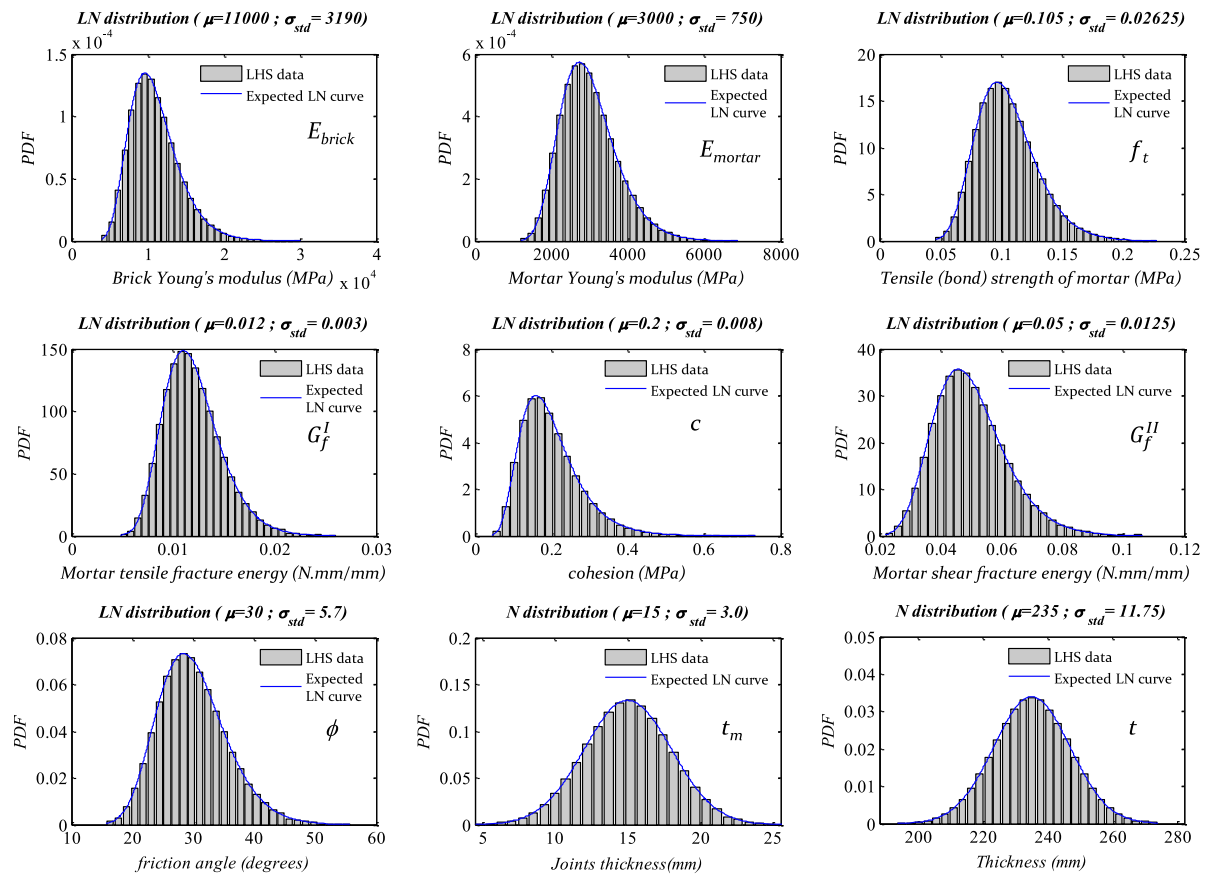 LN distribution ( μ=11000 ; σstd = 3190)
x 10-4
1.5
1
0.5
0
PDF
LHS data
Expected LN curve
Ebrick
0 1 2 3 4
Brick Young's modulus (MPa) x 104
LN distribution ( μ=3000 ; σstd = 750)
x 10-4
6
4
2
0
PDF
LHS data
Expected
LN curve
Emortar
0 2000 4000 6000 8000
Mortar Young's modulus (MPa)
LN distribution ( μ=0.105 ; σstd = 0.02625)
20
15
10
5
0
PDF
LHS data
Expected
LN curve
ft
0 0.05 0.1 0.15 0.2 0.25
Tensile (bond) strength of mortar (MPa)
LN distribution ( μ=0.012 ; σstd = 0.003)
150
100
50
0
PDF
LHS data
Expected
LN curve
GfI
0 0.01 0.02 0.03
Mortar tensile fracture energy (N.mm/mm)
LN distribution ( μ=0.2 ; σstd = 0.008)
8
6
4
2
0
PDF
LHS data
Expected LN curve
c
0 0.2 0.4 0.6 0.8
cohesion (MPa)
LN distribution ( μ=0.05 ; σstd = 0.0125)
40
30
20
10
0
PDF
LHS data
Expected LN curve
GfII
0.02 0.04 0.06 0.08 0.1 0.12
Mortar shear fracture energy (N.mm/mm)
LN distribution ( μ=30 ; σstd = 5.7)
0.08
0.06
0.04
0.02
0
PDF
LHS data
Expected
LN curve
ϕ
10 20 30 40 50 60
friction angle (degrees)
N distribution ( μ=15 ; σstd = 3.0)
0.2
0.15
0.1
0.05
0
PDF
LHS data
Expected LN curve
tm
5 10 15 20 25
Joints thickness(mm)
N distribution ( μ=235 ; σstd = 11.75)
0.05
0.04
0.03
0.02
0.01
0
PDF
LHS data
Expected LN curve
t
200 220 240 260 280
Thickness (mm)